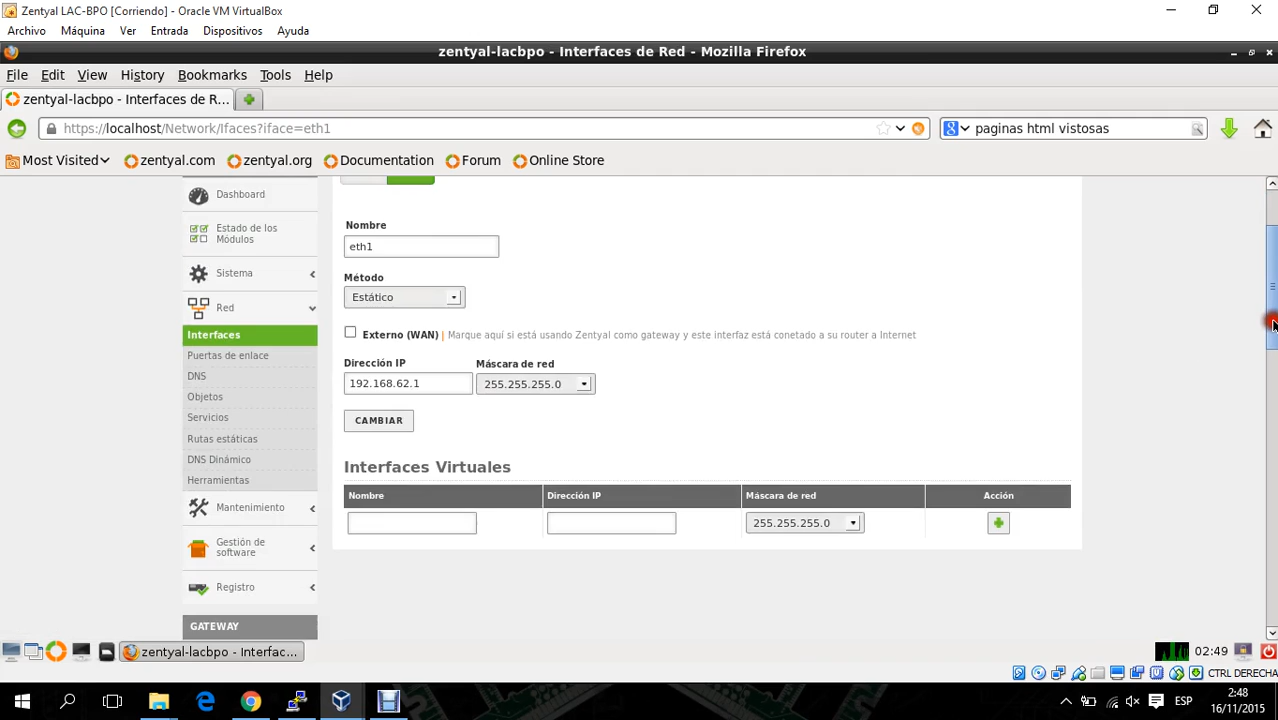 Zentyal LAC-BPO [Corriendo] - Oracle VM VirtualBox
Archivo Máquina Ver Entrada Dispositivos Ayuda
zentyal-lacbpo - Interfaces de Red - Mozilla Firefox
File Edit View History Bookmarks Tools Help
zentyal-lacbpo - Interfaces de R...
https://localhost/Network/Ifaces?iface=eth1
paginas html vistosas
Most Visited zentyal.com zentyal.org Documentation Forum Online Store
Dashboard
Estado de los
Módulos
Sistema
Red
Interfaces
Puertas de enlace
DNS
Objetos
Servicios
Rutas estáticas
DNS Dinámico
Herramientas
Mantenimiento
Gestión de
software
Registro
GATEWAY
Nombre
eth1
Método
Estático
Externo (WAN) | Marque aquí si está usando Zentyal como gateway y este interfaz está conetado a su router a Internet
Dirección IP Máscara de red
192.168.62.1 255.255.255.0
CAMBIAR
Interfaces Virtuales
Nombre Dirección IP Máscara de red Acción
255.255.255.0
zentyal-lacbpo - Interfac...
02:49
CTRL DERECHA
ESP
2:48
16/11/2015